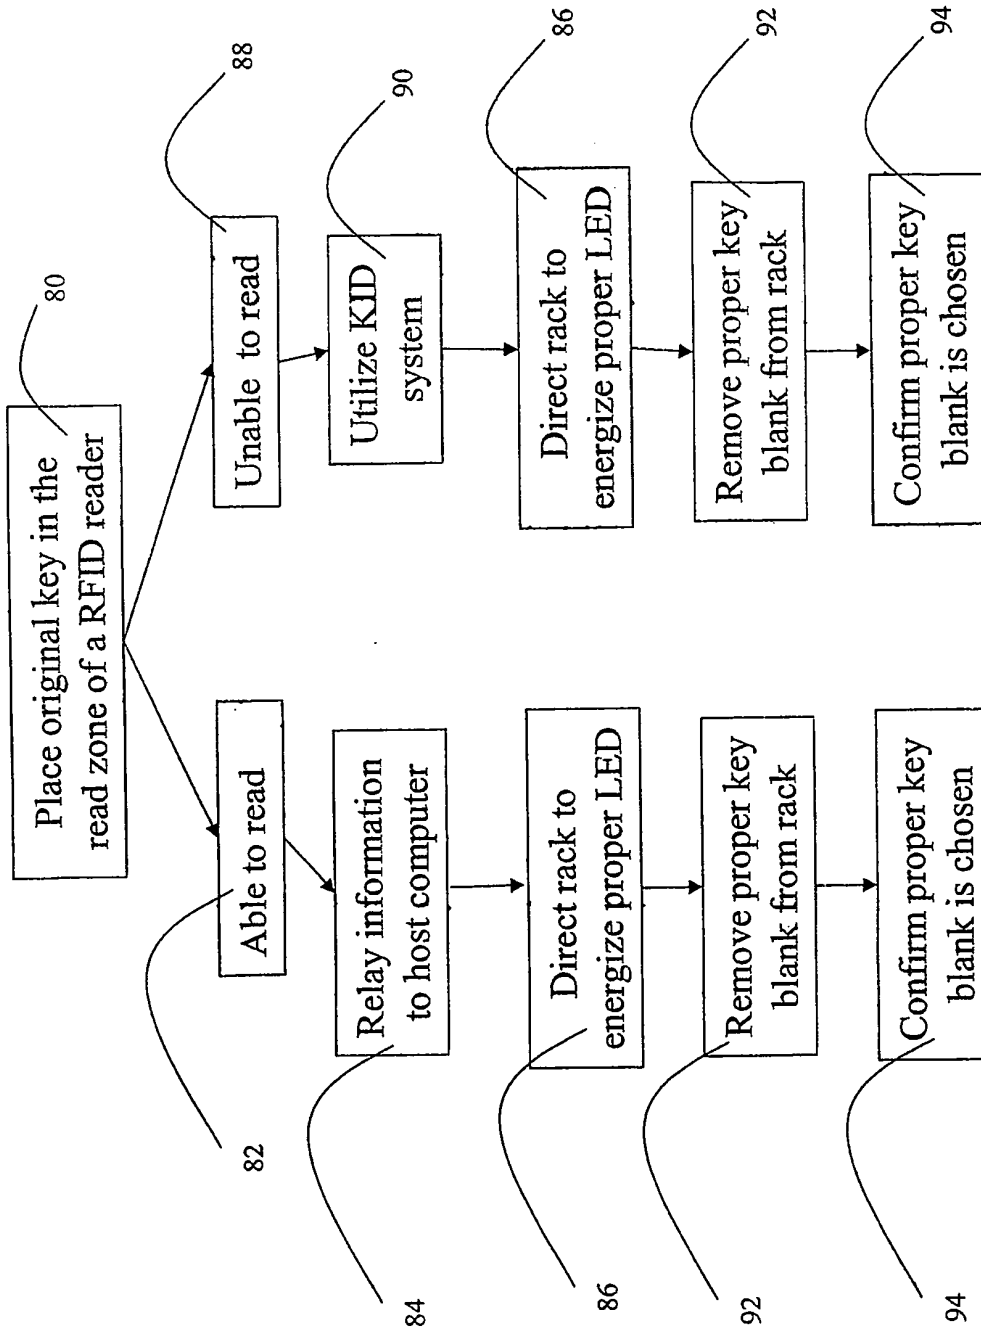 Place original key in the
read zone of a RFID reader
80
Able to read
82
Unable to read
88
Relay information
to host computer
84
Utilize KID
system
90
Direct rack to
energize proper LED
86
Direct rack to
energize proper LED
86
Remove proper key
blank from rack
92
Remove proper key
blank from rack
92
Confirm proper key
blank is chosen
94
Confirm proper key
blank is chosen
94